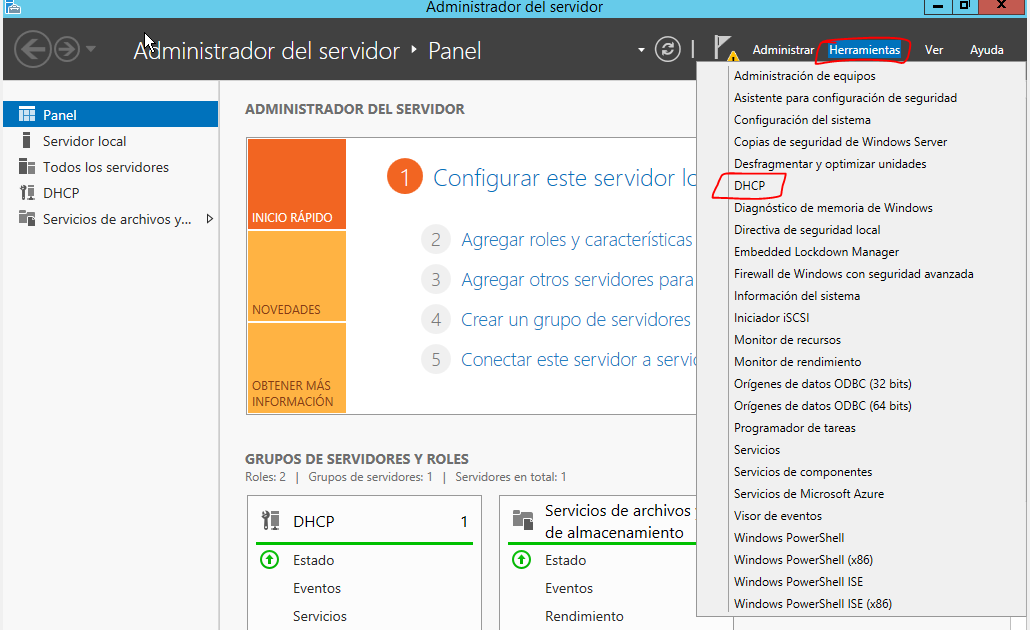 Administrador del servidor
Administrador del servidor ‣ Panel
Administrar Herramientas Ver Ayuda
Panel
Servidor local
Todos los servidores
DHCP
Servicios de archivos y...
ADMINISTRADOR DEL SERVIDOR
INICIO RÁPIDO
NOVEDADES
OBTENER MÁS
INFORMACIÓN
1 Configurar este servidor lo
2 Agregar roles y características
3 Agregar otros servidores para
4 Crear un grupo de servidores
5 Conectar este servidor a servic
GRUPOS DE SERVIDORES Y ROLES
Roles: 2 | Grupos de servidores: 1 | Servidores en total: 1
DHCP 1
Estado
Eventos
Servicios
Servicios de archivos y
de almacenamiento
Estado
Eventos
Rendimiento
Administración de equipos
Asistente para configuración de seguridad
Configuración del sistema
Copias de seguridad de Windows Server
Desfragmentar y optimizar unidades
DHCP
Diagnóstico de memoria de Windows
Directiva de seguridad local
Embedded Lockdown Manager
Firewall de Windows con seguridad avanzada
Información del sistema
Iniciador iSCSI
Monitor de recursos
Monitor de rendimiento
Orígenes de datos ODBC (32 bits)
Orígenes de datos ODBC (64 bits)
Programador de tareas
Servicios
Servicios de componentes
Servicios de Microsoft Azure
Visor de eventos
Windows PowerShell
Windows PowerShell (x86)
Windows PowerShell ISE
Windows PowerShell ISE (x86)